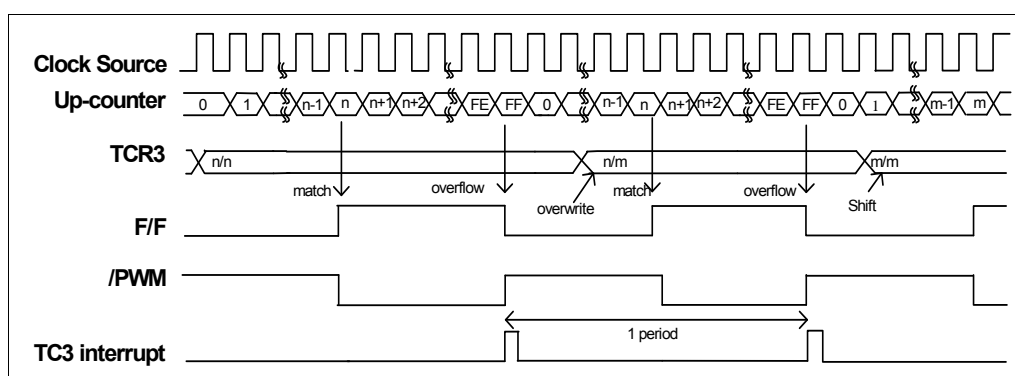 Clock Source
Up-counter 0 1 n-1 n n+1 n+2 FE FF 0 n-1 n n+1 n+2 FE FF 0 1 m-1 m
TCR3 n/n n/m m/m
match overflow overwrite match overflow Shift
F/F
/PWM
1 period
TC3 interrupt